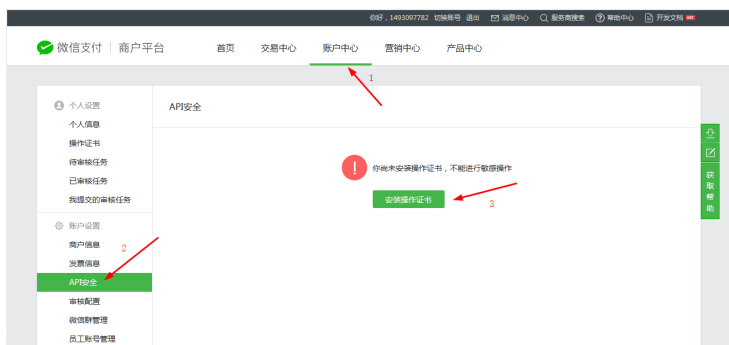 你好，1493097782 切换账号 退出 消息中心 服务商搜索 帮助中心 开发文档
微信支付 商户平台 首页 交易中心 账户中心 营销中心 产品中心
1
个人设置
API安全
个人信息
操作证书
待审核任务
你尚未安装操作证书，不能进行敏感操作
已审核任务
我提交的审核任务
安装操作证书
3
获取帮助
账户设置
商户信息
2
发票信息
API安全
审核配置
微信群管理
员工账号管理